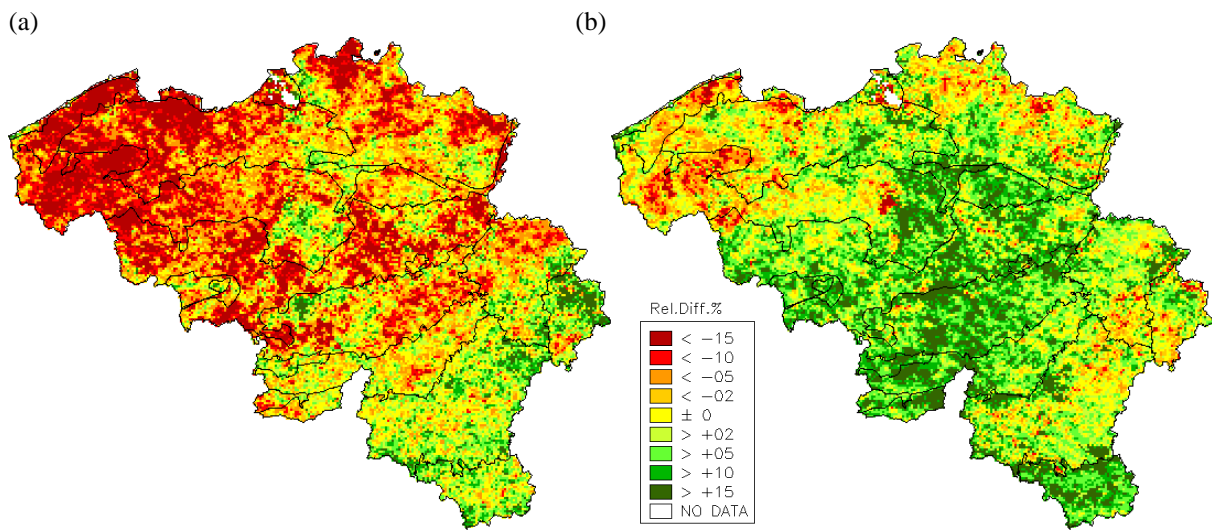 (a)
(b)
Rel.Diff.%
< -15
< -10
< -05
< -02
± 0
> +02
> +05
> +10
> +15
NO DATA